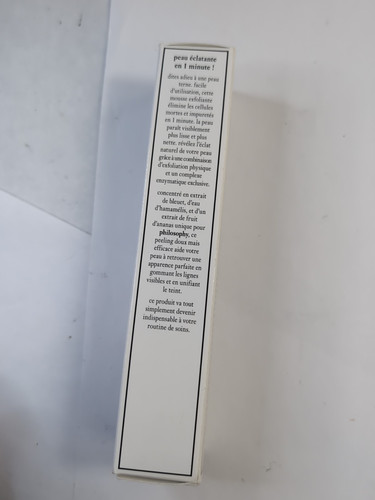 peau éclatante
en 1 minute !
dites adieu à une peau
terne. facile
d'utilisation, cette
mousse exfoliante
élimine les cellules
mortes et impuretés
en 1 minute. la peau
paraît visiblement
plus lisse et plus
nette. révélez l'éclat
naturel de votre peau
grâce à une combinaison
d'exfoliation physique
et un complexe
enzymatique exclusive.
concentré en extrait
de bleuet, d'eau
d'hamamélis, et d'un
extrait de fruit
d'ananas unique pour
philosophy, ce
peeling doux mais
efficace aide votre
peau à retrouver une
apparence parfaite en
gommant les lignes
visibles et en unifiant
le teint.
ce produit va tout
simplement devenir
indispensable à votre
routine de soins.